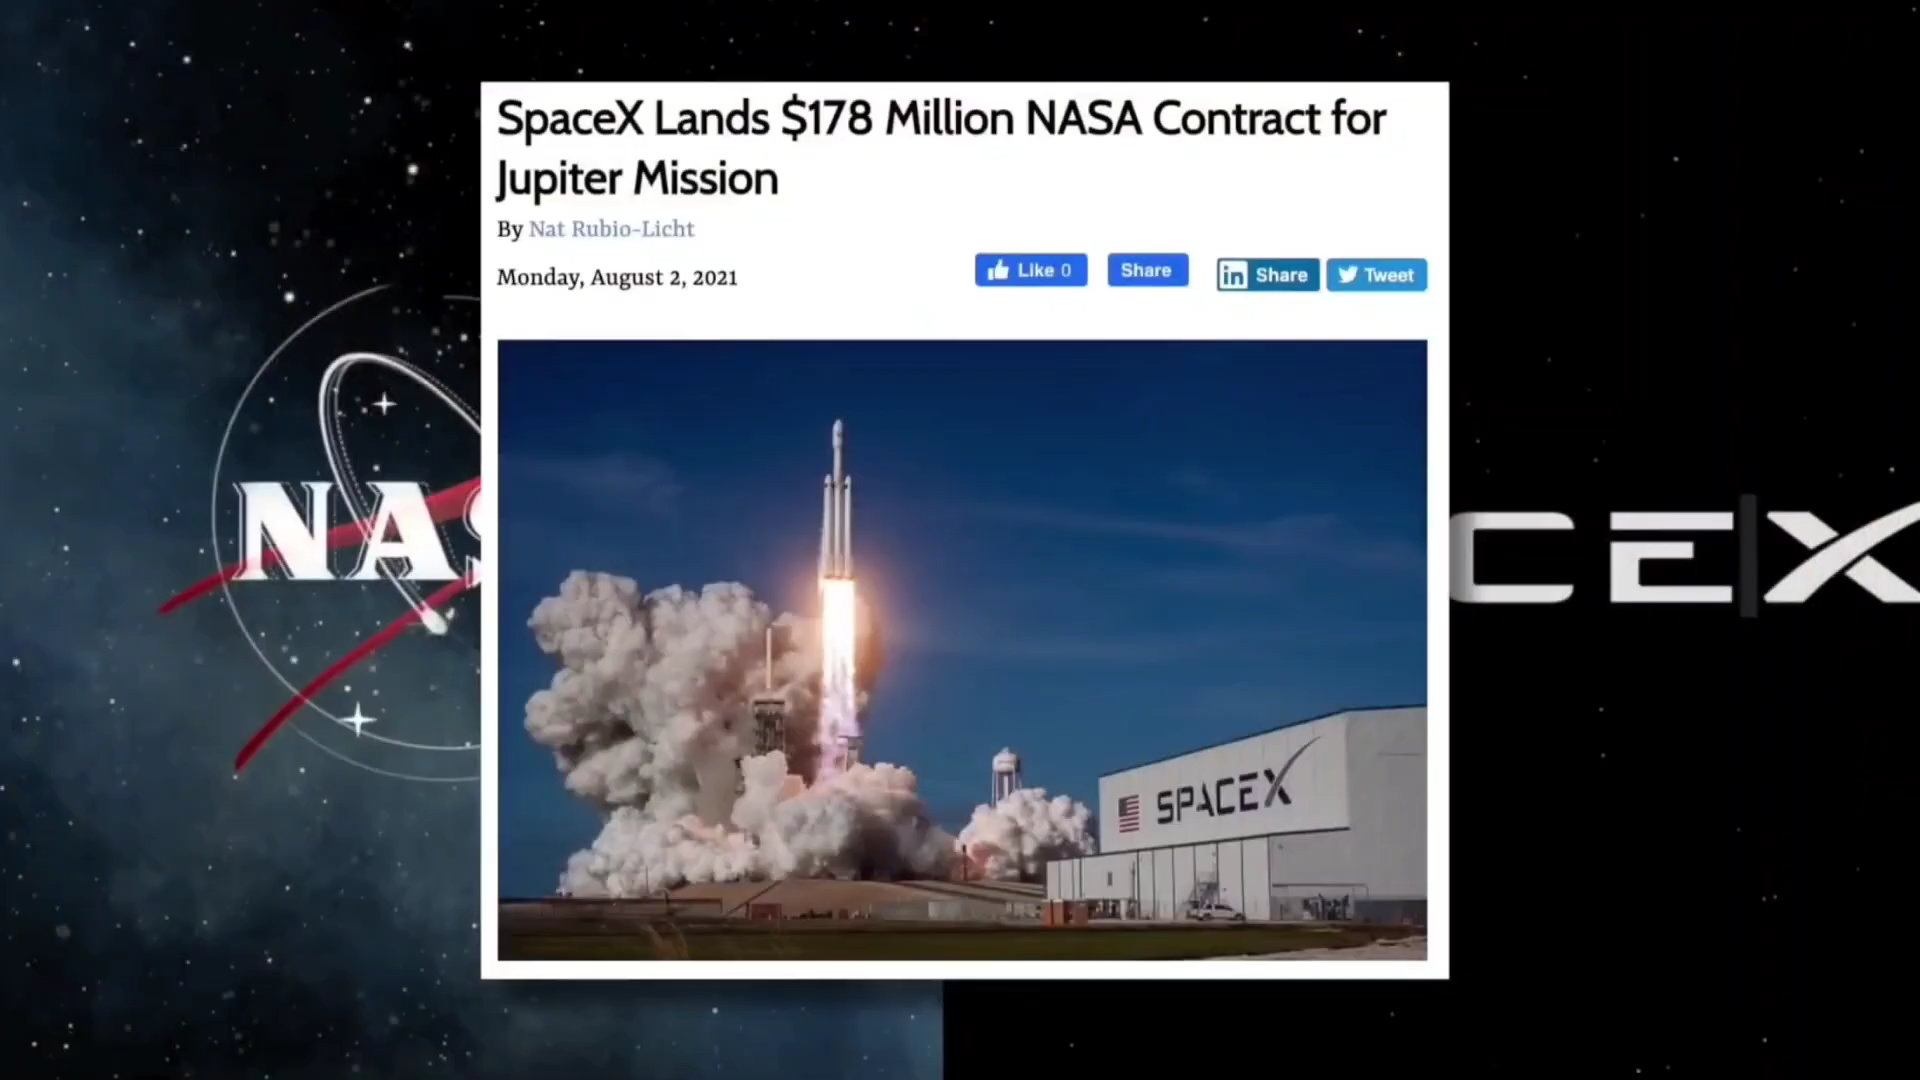 SpaceX Lands $178 Million NASA Contract for
Jupiter Mission
By Nat Rubio-Licht
Monday, August 2, 2021
Like 0
Share
in Share
Tweet
NAS
CEX
SPACEX